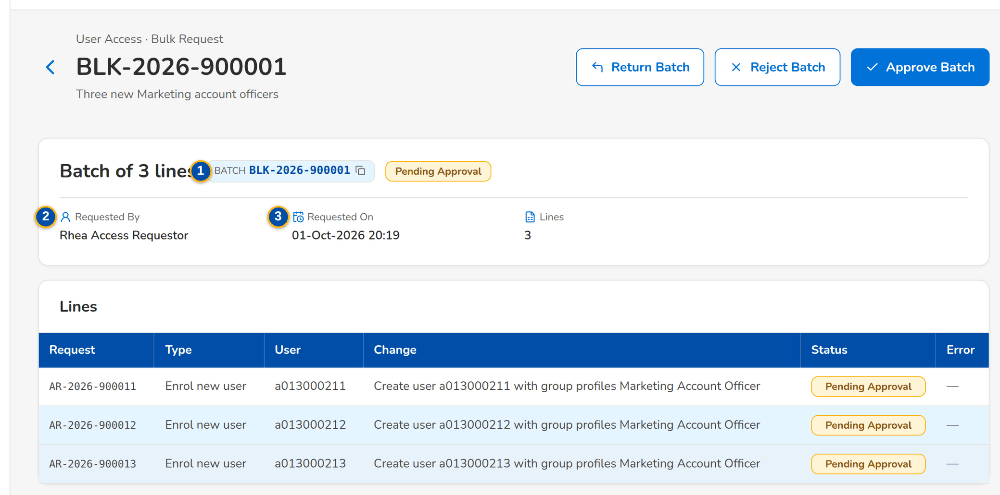 User Access · Bulk Request
BLK-2026-900001
Three new Marketing account officers
Return Batch
Reject Batch
Approve Batch
Batch of 3 lines
1
BATCH BLK-2026-900001
Pending Approval
2
Requested By
Rhea Access Requestor
3
Requested On
01-Oct-2026 20:19
Lines
3
Lines
Request Type User Change Status Error
AR-2026-900011 Enrol new user a013000211 Create user a013000211 with group profiles Marketing Account Officer Pending Approval —
AR-2026-900012 Enrol new user a013000212 Create user a013000212 with group profiles Marketing Account Officer Pending Approval —
AR-2026-900013 Enrol new user a013000213 Create user a013000213 with group profiles Marketing Account Officer Pending Approval —